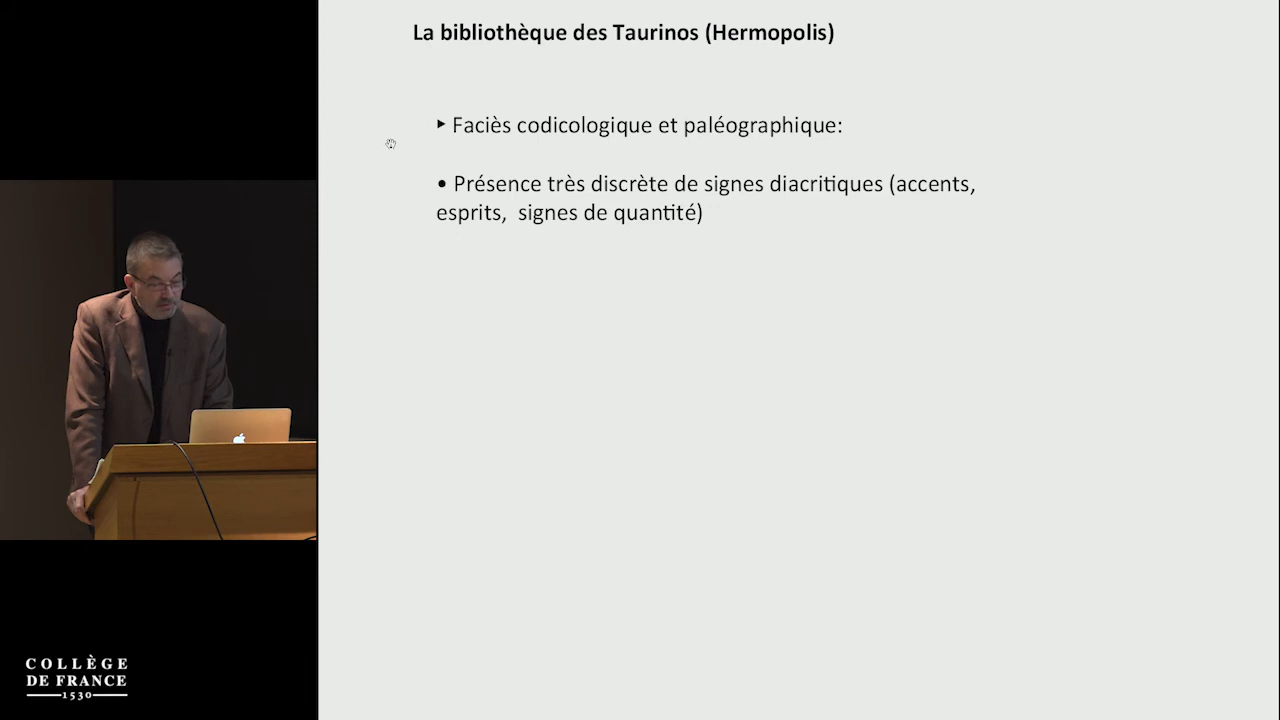 La bibliothèque des Taurinos (Hermopolis)
‣ Faciès codicologique et paléographique:
• Présence très discrète de signes diacritiques (accents,
esprits,  signes de quantité)
COLLÈGE
DE FRANCE
1530